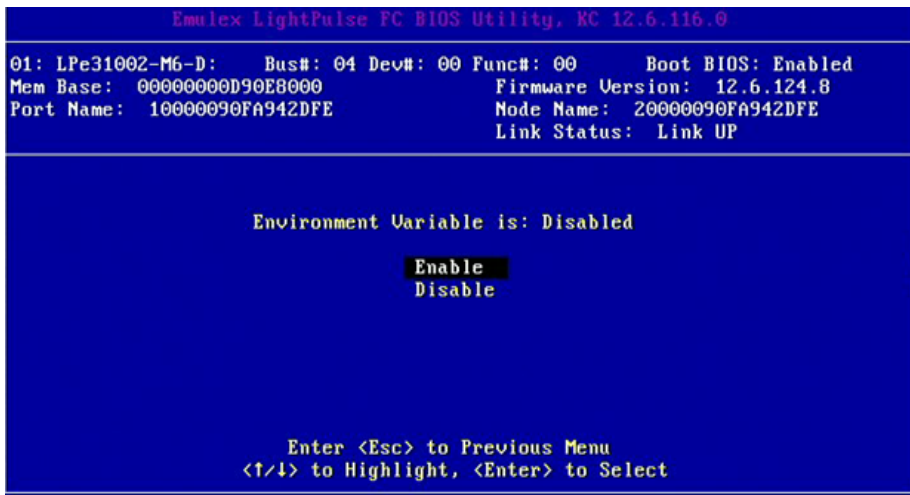 Emulex LightPulse FC BIOS Utility, KC 12.6.116.0
01: LPe31002-M6-D: Bus#: 04 Dev#: 00 Func#: 00 Boot BIOS: Enabled
Mem Base: 00000000D90E8000 Firmware Version: 12.6.124.8
Port Name: 10000090FA942DFE Node Name: 20000090FA942DFE
Link Status: Link UP
Environment Variable is: Disabled
Enable
Disable
Enter <Esc> to Previous Menu
<↑/↓> to Highlight, <Enter> to Select